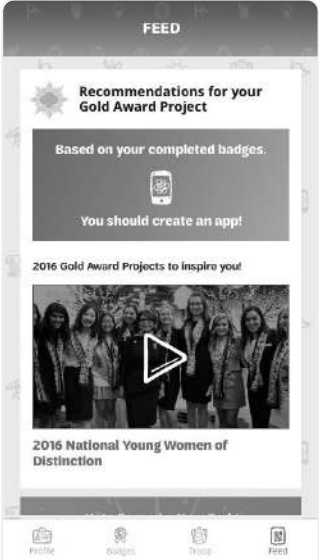 FEED
Recommendations for your
Gold Award Project
Based on your completed badges.
You should create an app!
2016 Gold Award Projects to inspire you!
2016 National Young Women of
Distinction
Profile
Badges
Troop
Feed